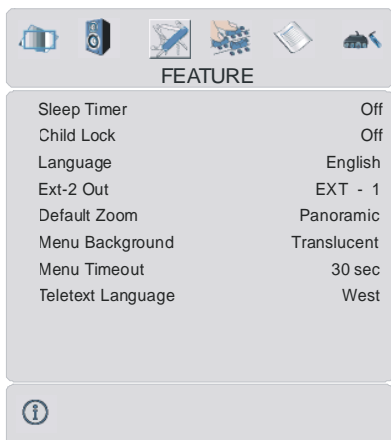 FEATURE
Sleep Timer Off
Child Lock Off
Language English
Ext-2 Out EXT - 1
Default Zoom Panoramic
Menu Background Translucent
Menu Timeout 30 sec
Teletext Language West